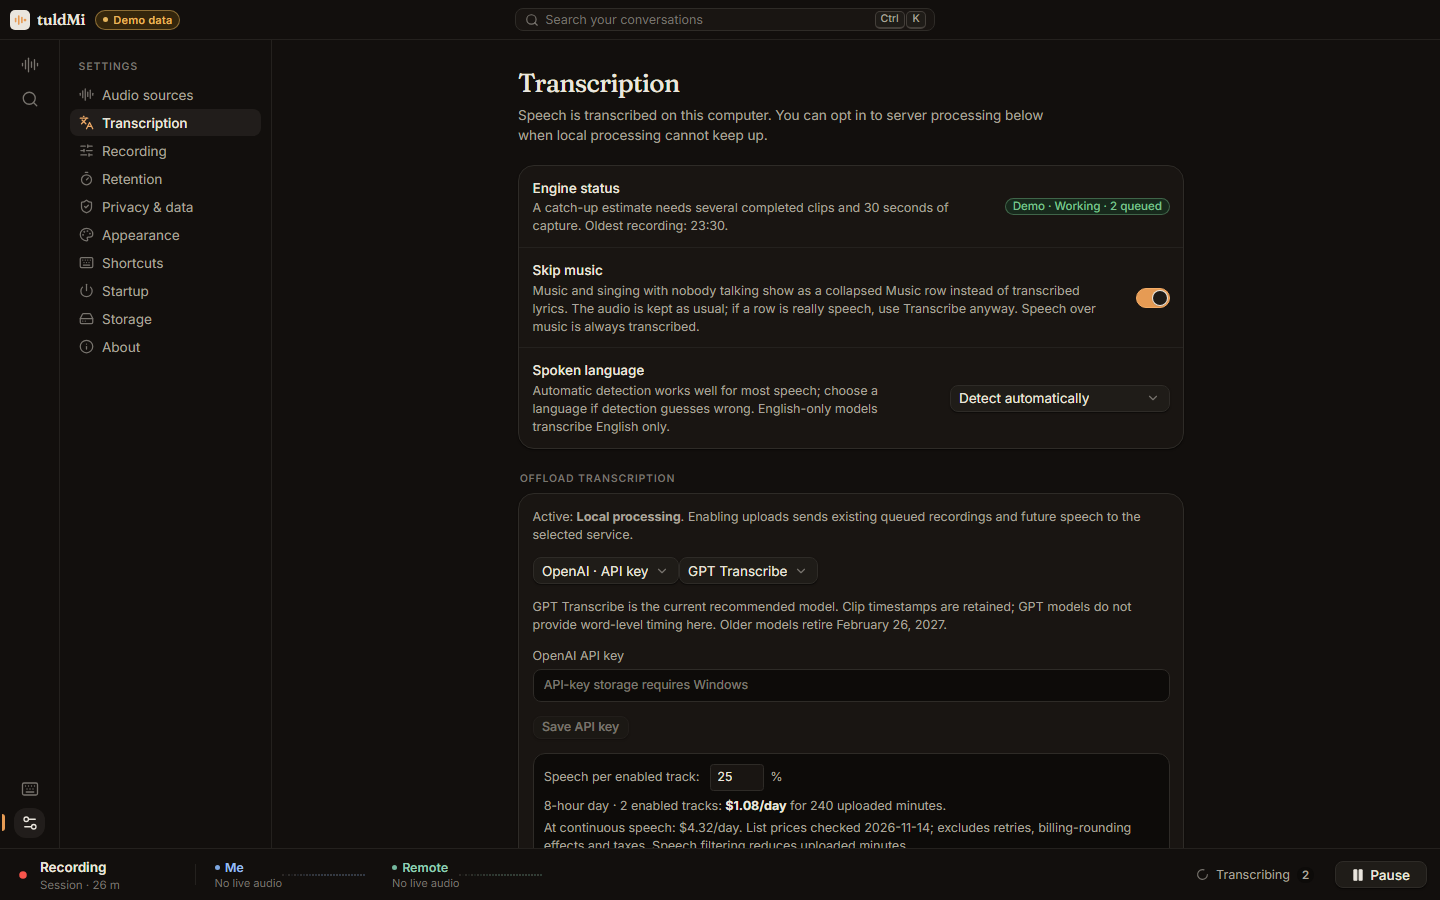 tuldMi
Demo data
Search your conversations
Ctrl K
SETTINGS
Audio sources
Transcription
Recording
Retention
Privacy & data
Appearance
Shortcuts
Startup
Storage
About
Transcription
Speech is transcribed on this computer. You can opt in to server processing below
when local processing cannot keep up.
Engine status
A catch-up estimate needs several completed clips and 30 seconds of
capture. Oldest recording: 23:30.
Demo · Working · 2 queued
Skip music
Music and singing with nobody talking show as a collapsed Music row instead of transcribed
lyrics. The audio is kept as usual; if a row is really speech, use Transcribe anyway. Speech over
music is always transcribed.
Spoken language
Automatic detection works well for most speech; choose a
language if detection guesses wrong. English-only models
transcribe English only.
Detect automatically
OFFLOAD TRANSCRIPTION
Active: Local processing. Enabling uploads sends existing queued recordings and future speech to the
selected service.
OpenAI · API key
GPT Transcribe
GPT Transcribe is the current recommended model. Clip timestamps are retained; GPT models do not
provide word-level timing here. Older models retire February 26, 2027.
OpenAI API key
API-key storage requires Windows
Save API key
Speech per enabled track: 25 %
8-hour day · 2 enabled tracks: $1.08/day for 240 uploaded minutes.
At continuous speech: $4.32/day. List prices checked 2026-11-14; excludes retries, billing-rounding
effects and taxes. Speech filtering reduces uploaded minutes.
Recording
Session · 26 m
Me
No live audio
Remote
No live audio
Transcribing 2
Pause